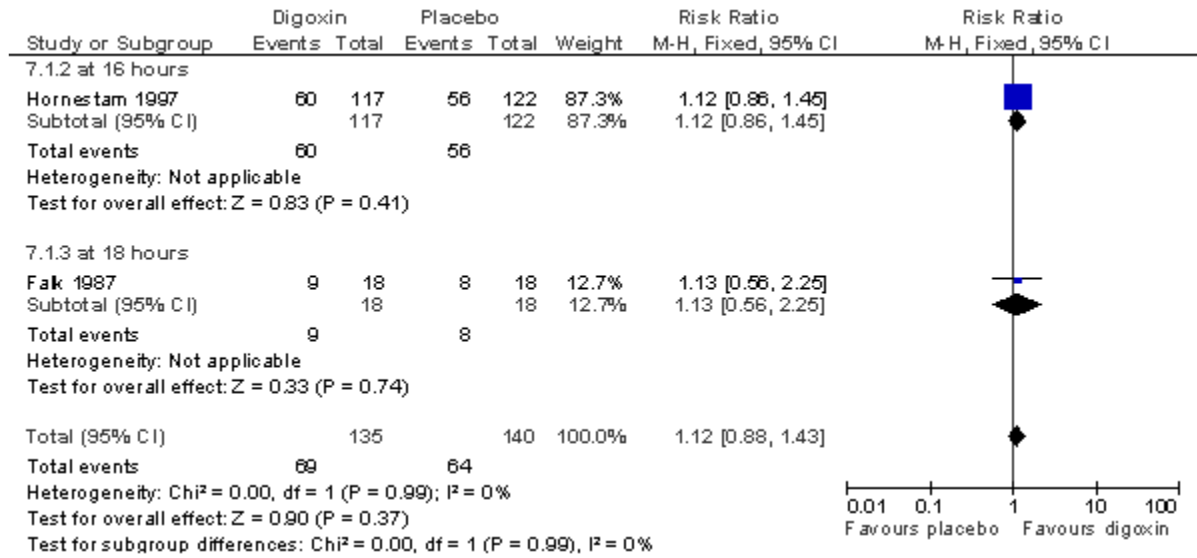 Digoxin Placebo Risk Ratio Risk Ratio
Study or Subgroup Events Total Events Total Weight M-H, Fixed, 95% CI M-H, Fixed, 95% CI
7.1.2 at 16 hours
Hornestam 1997 60 117 56 122 87.3% 1.12 [0.86, 1.45]
Subtotal (95% CI) 117 122 87.3% 1.12 [0.86, 1.45]
Total events 60 56
Heterogeneity: Not applicable
Test for overall effect: Z = 0.83 (P = 0.41)
7.1.3 at 18 hours
Falk 1987 9 18 8 18 12.7% 1.13 [0.56, 2.25]
Subtotal (95% CI) 18 18 12.7% 1.13 [0.56, 2.25]
Total events 9 8
Heterogeneity: Not applicable
Test for overall effect: Z = 0.33 (P = 0.74)
Total (95% CI) 135 140 100.0% 1.12 [0.88, 1.43]
Total events 69 64
Heterogeneity: Chi² = 0.00, df = 1 (P = 0.99); I² = 0%
Test for overall effect: Z = 0.90 (P = 0.37)
Test for subgroup differences: Chi² = 0.00, df = 1 (P = 0.99), I² = 0%
0.01 0.1 1 10 100
Favours placebo Favours digoxin